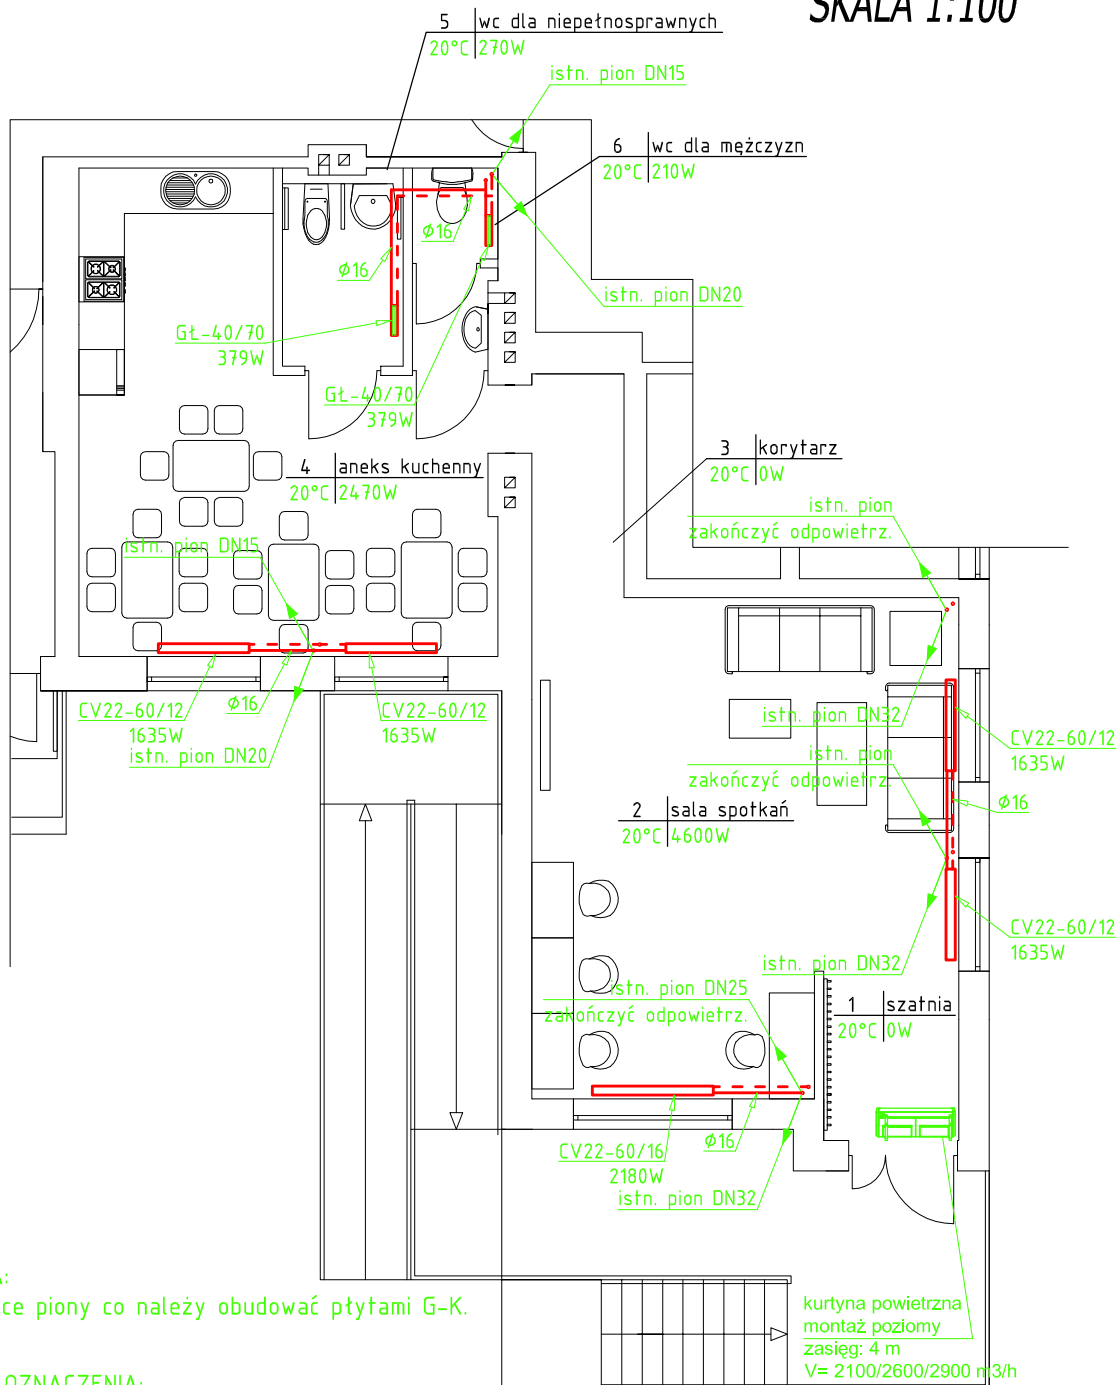 SKALA 1:100
5 wc dla niepełnosprawnych
20°C 270W
istn. pion DN15
6 wc dla mężczyzn
20°C 210W
Ø16
Ø16
istn. pion DN20
GŁ-40/70
379W
GŁ-40/70
379W
3 korytarz
20°C 0W
4 aneks kuchenny
20°C 2470W
istn. pion
zakończyć odpowietrz.
istn. pion DN15
CV22-60/12
1635W
Ø16
CV22-60/12
1635W
istn. pion DN20
istn. pion DN32
CV22-60/12
1635W
istn. pion
zakończyć odpowietrz.
Ø16
2 sala spotkań
20°C 4600W
CV22-60/12
1635W
istn. pion DN32
istn. pion DN25
zakończyć odpowietrz.
1 szatnia
20°C 0W
CV22-60/16
2180W
Ø16
istn. pion DN32
ce piony co należy obudować płytami G-K.
kurtyna powietrzna
montaż poziomy
zasięg: 4 m
V= 2100/2600/2900 m3/h
OZNACZENIA: